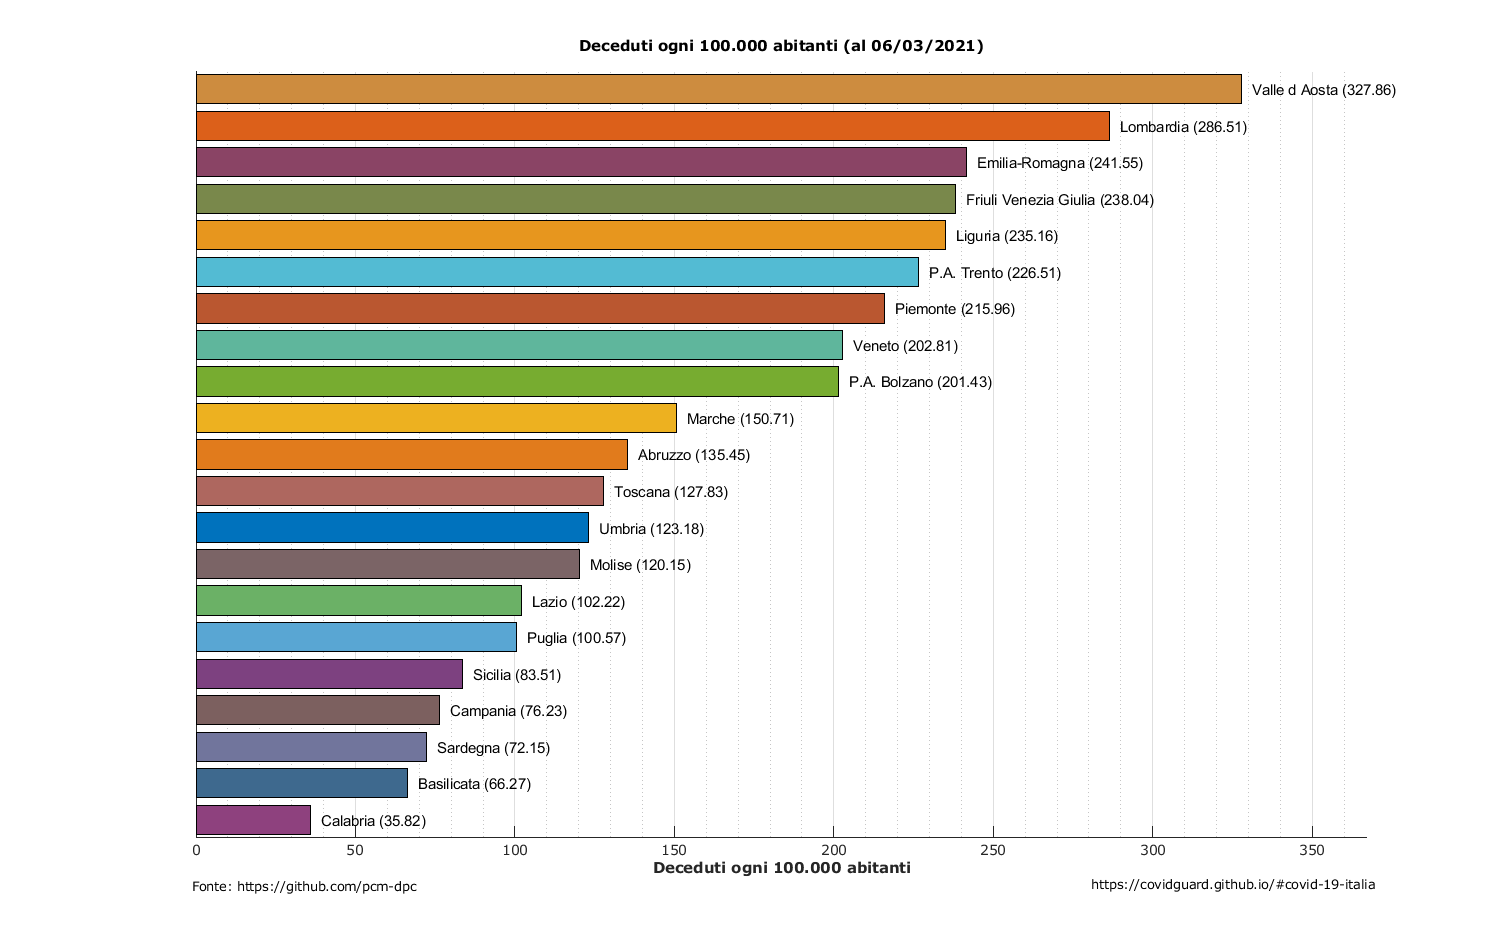 Deceduti ogni 100.000 abitanti (al 06/03/2021)
Valle d Aosta (327.86)
Lombardia (286.51)
Emilia-Romagna (241.55)
Friuli Venezia Giulia (238.04)
Liguria (235.16)
P.A. Trento (226.51)
Piemonte (215.96)
Veneto (202.81)
P.A. Bolzano (201.43)
Marche (150.71)
Abruzzo (135.45)
Toscana (127.83)
Umbria (123.18)
Molise (120.15)
Lazio (102.22)
Puglia (100.57)
Sicilia (83.51)
Campania (76.23)
Sardegna (72.15)
Basilicata (66.27)
Calabria (35.82)
0 50 100 150 200 250 300 350
Deceduti ogni 100.000 abitanti
Fonte: https://github.com/pcm-dpc
https://covidguard.github.io/#covid-19-italia